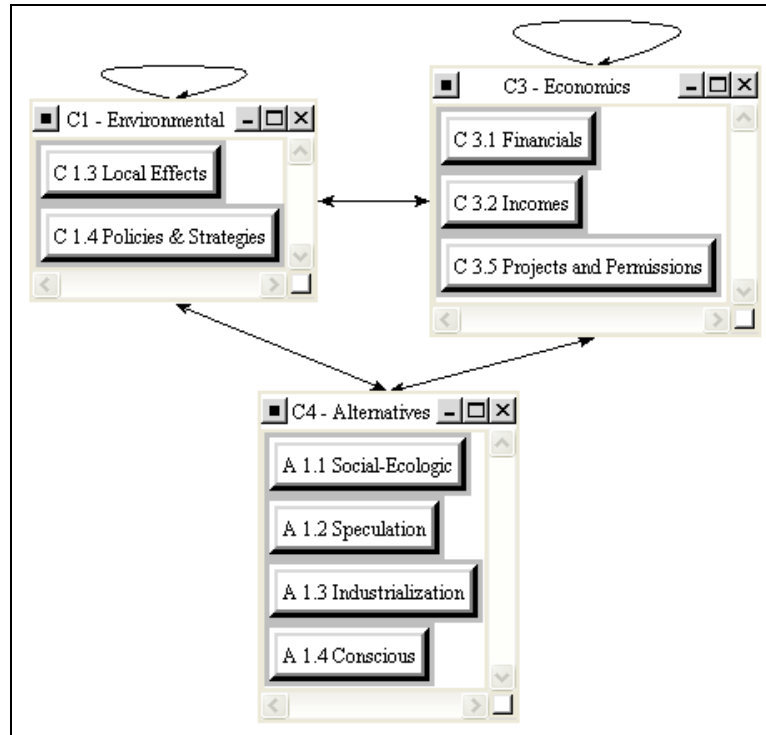 C1 - Environmental
C 1.3 Local Effects
C 1.4 Policies & Strategies
C3 - Economics
C 3.1 Financials
C 3.2 Incomes
C 3.5 Projects and Permissions
C4 - Alternatives
A 1.1 Social-Ecologic
A 1.2 Speculation
A 1.3 Industrialization
A 1.4 Conscious